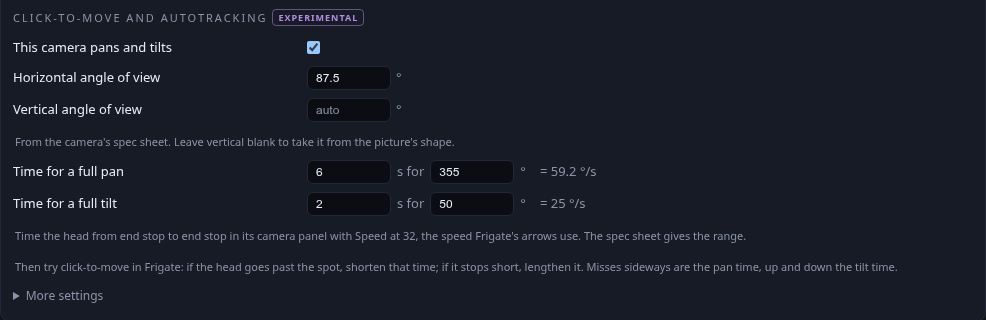 CLICK-TO-MOVE AND AUTOTRACKING EXPERIMENTAL
This camera pans and tilts
Horizontal angle of view 87.5 °
Vertical angle of view auto °
From the camera's spec sheet. Leave vertical blank to take it from the picture's shape.
Time for a full pan 6 s for 355 ° = 59.2 °/s
Time for a full tilt 2 s for 50 ° = 25 °/s
Time the head from end stop to end stop in its camera panel with Speed at 32, the speed Frigate's arrows use. The spec sheet gives the range.
Then try click-to-move in Frigate: if the head goes past the spot, shorten that time; if it stops short, lengthen it. Misses sideways are the pan time, up and down the tilt time.
More settings